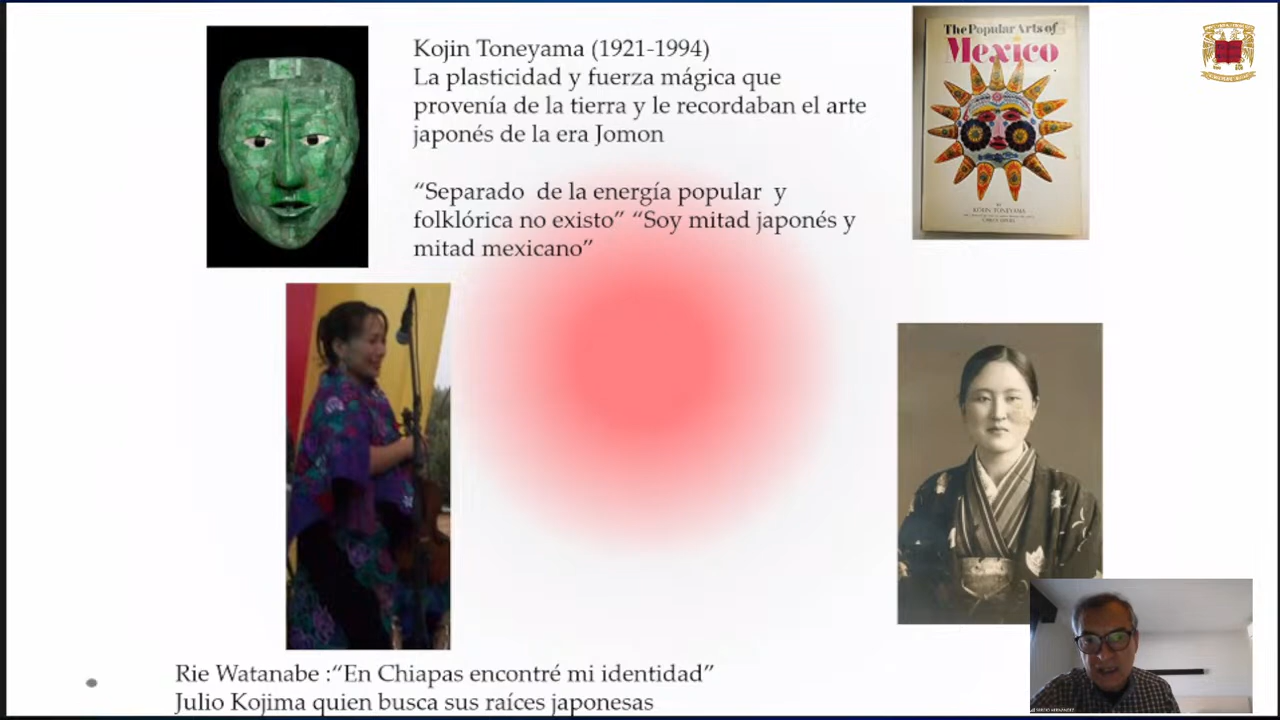 Kojin Toneyama (1921-1994)
La plasticidad y fuerza mágica que
provenía de la tierra y le recordaban el arte
japonés de la era Jomon
“Separado de la energía popular y
folklórica no existo” “Soy mitad japonés y
mitad mexicano”
The Popular Arts of
Mexico
BY
KOJIN TONEYAMA
Rie Watanabe :“En Chiapas encontré mi identidad”
Julio Kojima quien busca sus raíces japonesas